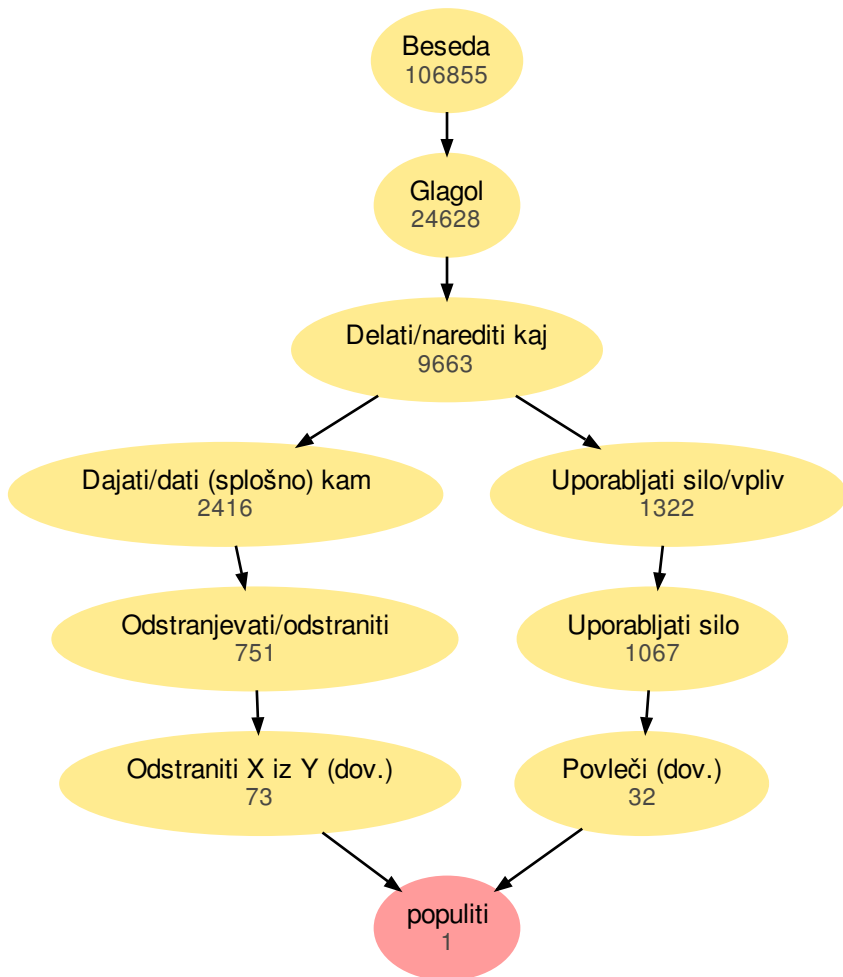 Beseda
106855
Glagol
24628
Delati/narediti kaj
9663
Dajati/dati (splošno) kam
2416
Uporabljati silo/vpliv
1322
Odstranjevati/odstraniti
751
Uporabljati silo
1067
Odstraniti X iz Y (dov.)
73
Povleči (dov.)
32
populiti
1